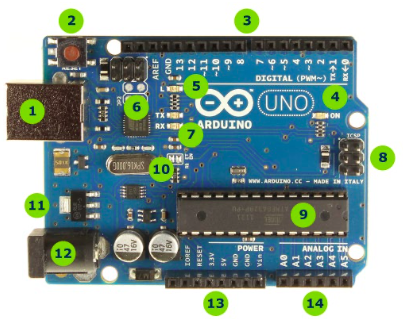 2
3
RESET
AREF
GND
13
12
~11
~10
~9
8
7
~6
~5
4
~3
2
TX→1
RX←0
DIGITAL (PWM~)
1
6
5
L
4
TX
RX
7
UNO
ARDUINO
ON
ICSP
8
10
WWW.ARDUINO.CC - MADE IN ITALY
11
9
12
POWER
ANALOG IN
IOREF
RESET
3.3V
5V
GND
GND
Vin
A0
A1
A2
A3
A4
A5
13
14